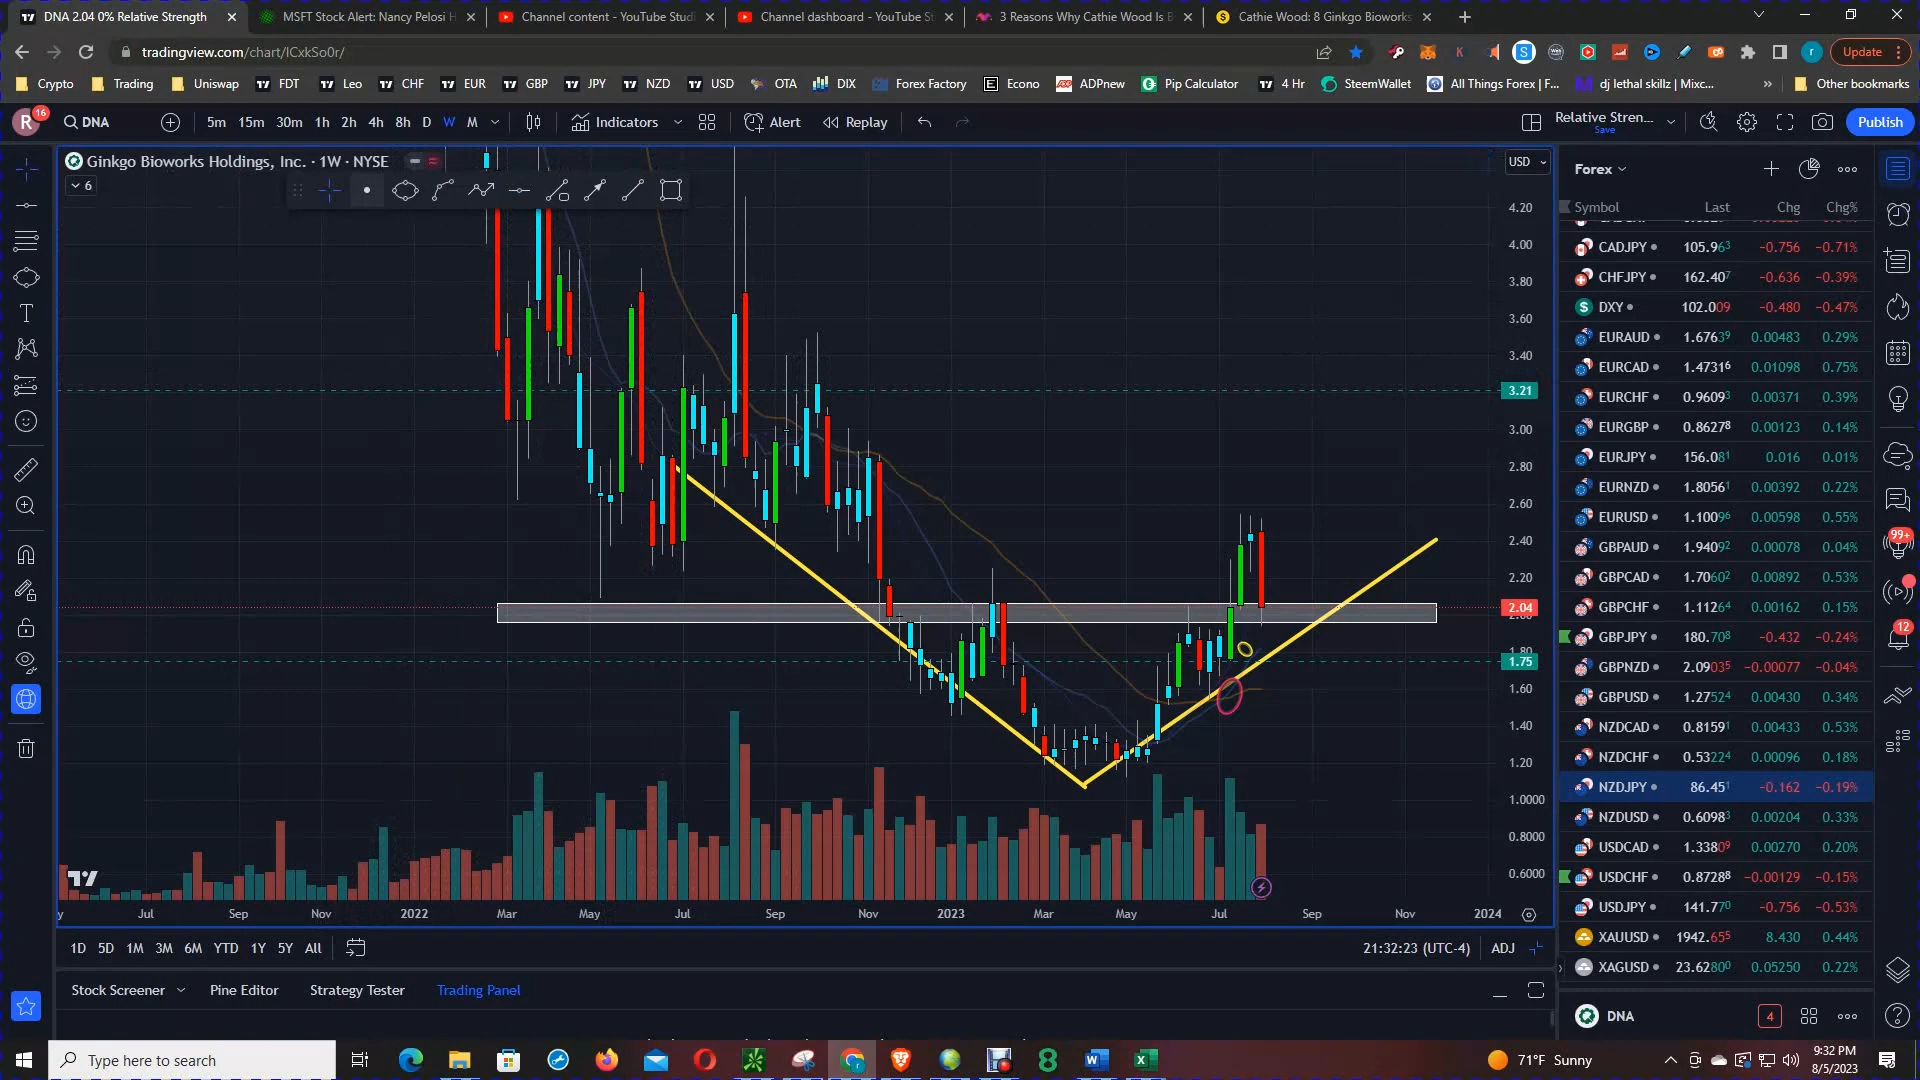 DNA 2.04 0% Relative Strength
MSFT Stock Alert: Nancy Pelosi H
Channel content - YouTube Studi
Channel dashboard - YouTube St
3 Reasons Why Cathie Wood Is B
Cathie Wood: 8 Ginkgo Bioworks
tradingview.com/chart/lCxkSo0r/
Update
Crypto Trading Uniswap FDT Leo CHF EUR GBP JPY NZD USD OTA DIX Forex Factory Econo ADPnew Pip Calculator 4 Hr SteemWallet All Things Forex | F... dj lethal skillz | Mixc... » Other bookmarks
R 16 DNA 5m 15m 30m 1h 2h 4h 8h D W M Indicators Alert Replay Relative Stren... Save Publish
Ginkgo Bioworks Holdings, Inc. · 1W · NYSE
6
USD
4.20
4.00
3.80
3.60
3.40
3.21
3.00
2.80
2.60
2.40
2.20
2.04
1.80
1.75
1.60
1.40
1.20
1.0000
0.8000
0.6000
Jul Sep Nov 2022 Mar May Jul Sep Nov 2023 Mar May Jul Sep Nov 2024
1D 5D 1M 3M 6M YTD 1Y 5Y All
21:32:23 (UTC-4) ADJ
Stock Screener Pine Editor Strategy Tester Trading Panel
Forex
Symbol Last Chg Chg%
CADJPY 105.963 −0.756 −0.71%
CHFJPY 162.407 −0.636 −0.39%
DXY 102.009 −0.480 −0.47%
EURAUD 1.67639 0.00483 0.29%
EURCAD 1.47316 0.01098 0.75%
EURCHF 0.96093 0.00371 0.39%
EURGBP 0.86278 0.00123 0.14%
EURJPY 156.081 0.016 0.01%
EURNZD 1.80561 0.00392 0.22%
EURUSD 1.10096 0.00598 0.55%
GBPAUD 1.94092 0.00078 0.04%
GBPCAD 1.70602 0.00892 0.53%
GBPCHF 1.11264 0.00162 0.15%
GBPJPY 180.708 −0.432 −0.24%
GBPNZD 2.09035 −0.00077 −0.04%
GBPUSD 1.27524 0.00430 0.34%
NZDCAD 0.81591 0.00433 0.53%
NZDCHF 0.53224 0.00096 0.18%
NZDJPY 86.451 −0.162 −0.19%
NZDUSD 0.60983 0.00204 0.33%
USDCAD 1.33809 0.00270 0.20%
USDCHF 0.87288 −0.00129 −0.15%
USDJPY 141.770 −0.756 −0.53%
XAUUSD 1942.655 8.430 0.44%
XAGUSD 23.6280 0.05250 0.22%
DNA 4
99+
12
Type here to search
71°F Sunny
9:32 PM
8/5/2023